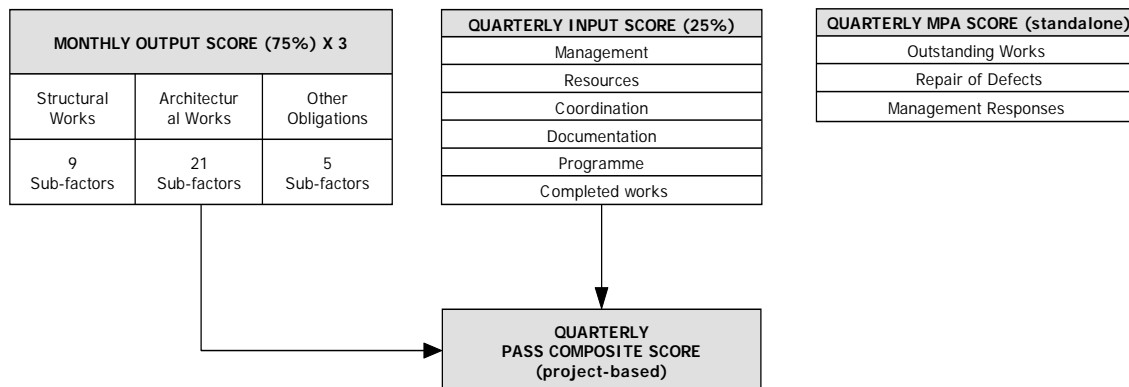 MONTHLY OUTPUT SCORE (75%) X 3
Structural
Works
Architectur
al Works
Other
Obligations
9
Sub-factors
21
Sub-factors
5
Sub-factors
QUARTERLY INPUT SCORE (25%)
Management
Resources
Coordination
Documentation
Programme
Completed works
QUARTERLY MPA SCORE (standalone)
Outstanding Works
Repair of Defects
Management Responses
QUARTERLY
PASS COMPOSITE SCORE
(project-based)